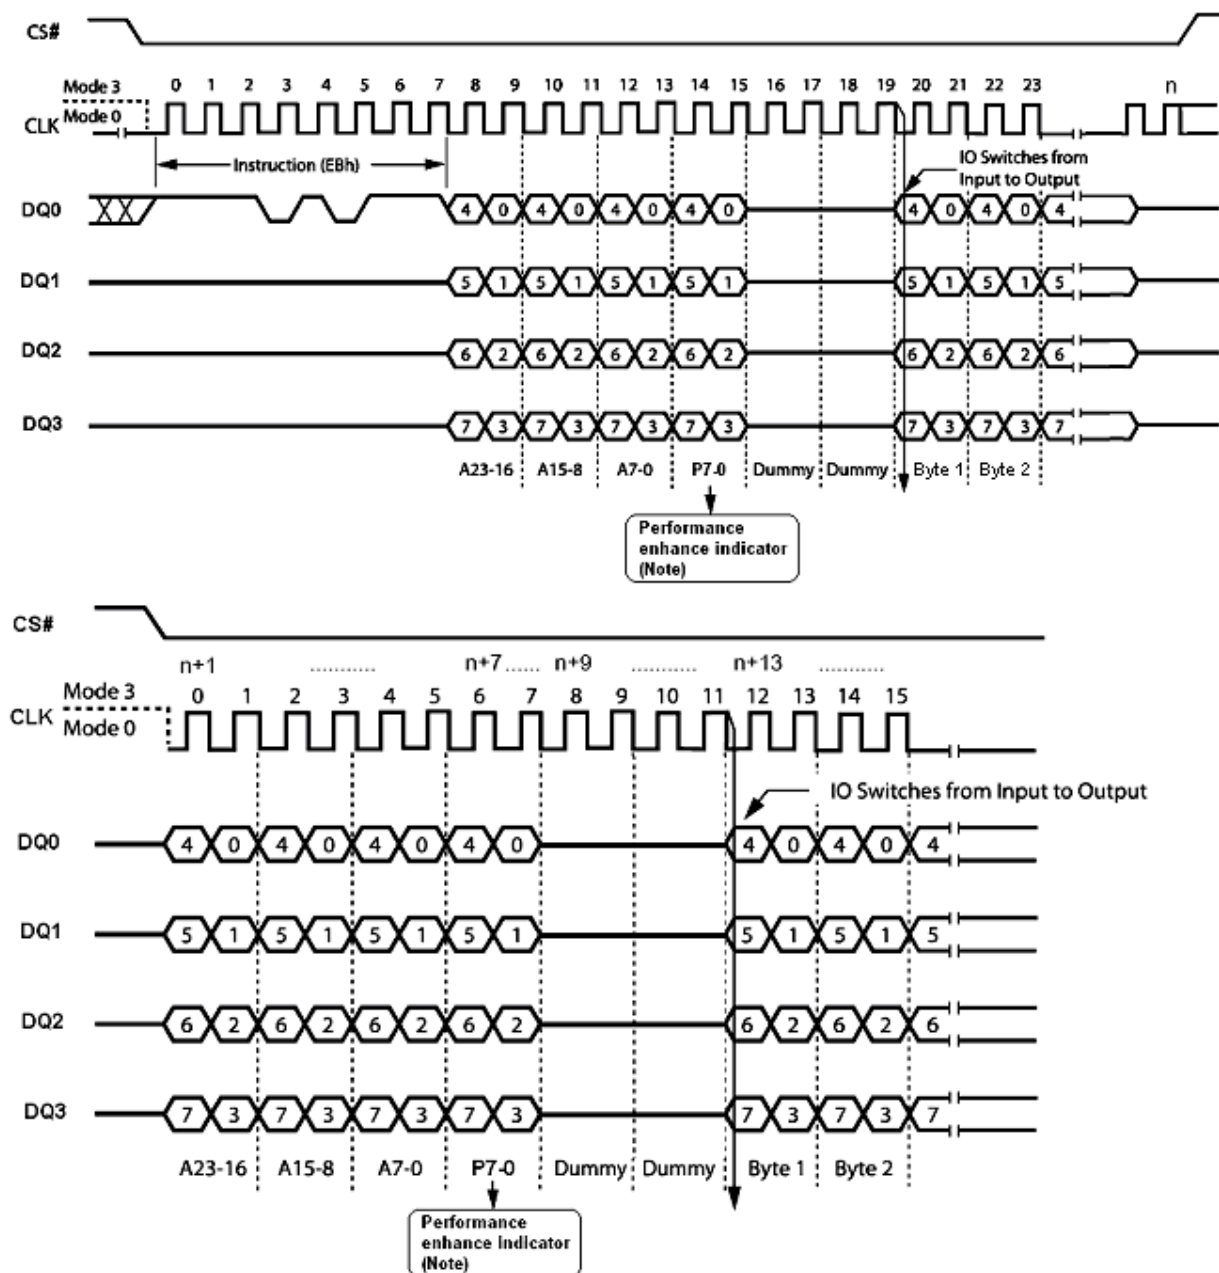 CS#
Mode 3 0 1 2 3 4 5 6 7 8 9 10 11 12 13 14 15 16 17 18 19 20 21 22 23 n
CLK Mode 0
Instruction (EBh)
IO Switches from
Input to Output
DQ0 4 0 4 0 4 0 4 0 4 0 4 0 4
DQ1 5 1 5 1 5 1 5 1 5 1 5 1 5
DQ2 6 2 6 2 6 2 6 2 6 2 6 2 6
DQ3 7 3 7 3 7 3 7 3 7 3 7 3 7
A23-16 A15-8 A7-0 P7-0 Dummy Dummy Byte 1 Byte 2
Performance
enhance indicator
(Note)
CS#
n+1 ............ n+7 ...... n+9 ............ n+13 ............
Mode 3 0 1 2 3 4 5 6 7 8 9 10 11 12 13 14 15
CLK Mode 0
IO Switches from Input to Output
DQ0 4 0 4 0 4 0 4 0 4 0 4 0 4
DQ1 5 1 5 1 5 1 5 1 5 1 5 1 5
DQ2 6 2 6 2 6 2 6 2 6 2 6 2 6
DQ3 7 3 7 3 7 3 7 3 7 3 7 3 7
A23-16 A15-8 A7-0 P7-0 Dummy Dummy Byte 1 Byte 2
Performance
enhance indicator
(Note)